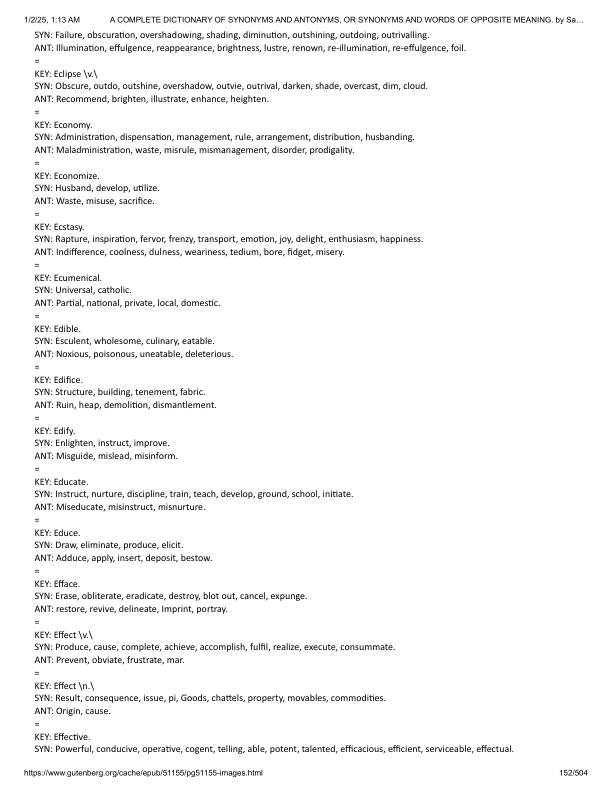 1/2/25, 1:13 AM A COMPLETE DICTIONARY OF SYNONYMS AND ANTONYMS, OR SYNONYMS AND WORDS OF OPPOSITE MEANING. by Sa…
SYN: Failure, obscuration, overshadowing, shading, diminution, outshining, outdoing, outrivalling.
ANT: Illumination, effulgence, reappearance, brightness, lustre, renown, re-illumination, re-effulgence, foil.
=
KEY: Eclipse \v.\
SYN: Obscure, outdo, outshine, overshadow, outvie, outrival, darken, shade, overcast, dim, cloud.
ANT: Recommend, brighten, illustrate, enhance, heighten.
=
KEY: Economy.
SYN: Administration, dispensation, management, rule, arrangement, distribution, husbanding.
ANT: Maladministration, waste, misrule, mismanagement, disorder, prodigality.
=
KEY: Economize.
SYN: Husband, develop, utilize.
ANT: Waste, misuse, sacrifice.
=
KEY: Ecstasy.
SYN: Rapture, inspiration, fervor, frenzy, transport, emotion, joy, delight, enthusiasm, happiness.
ANT: Indifference, coolness, dulness, weariness, tedium, bore, fidget, misery.
=
KEY: Ecumenical.
SYN: Universal, catholic.
ANT: Partial, national, private, local, domestic.
=
KEY: Edible.
SYN: Esculent, wholesome, culinary, eatable.
ANT: Noxious, poisonous, uneatable, deleterious.
=
KEY: Edifice.
SYN: Structure, building, tenement, fabric.
ANT: Ruin, heap, demolition, dismantlement.
=
KEY: Edify.
SYN: Enlighten, instruct, improve.
ANT: Misguide, mislead, misinform.
=
KEY: Educate.
SYN: Instruct, nurture, discipline, train, teach, develop, ground, school, initiate.
ANT: Miseducate, misinstruct, misnurture.
=
KEY: Educe.
SYN: Draw, eliminate, produce, elicit.
ANT: Adduce, apply, insert, deposit, bestow.
=
KEY: Efface.
SYN: Erase, obliterate, eradicate, destroy, blot out, cancel, expunge.
ANT: restore, revive, delineate, Imprint, portray.
=
KEY: Effect \v.\
SYN: Produce, cause, complete, achieve, accomplish, fulfil, realize, execute, consummate.
ANT: Prevent, obviate, frustrate, mar.
=
KEY: Effect \n.\
SYN: Result, consequence, issue, pi, Goods, chattels, property, movables, commodities.
ANT: Origin, cause.
=
KEY: Effective.
SYN: Powerful, conducive, operative, cogent, telling, able, potent, talented, efficacious, efficient, serviceable, effectual.
https://www.gutenberg.org/cache/epub/51155/pg51155-images.html 152/504